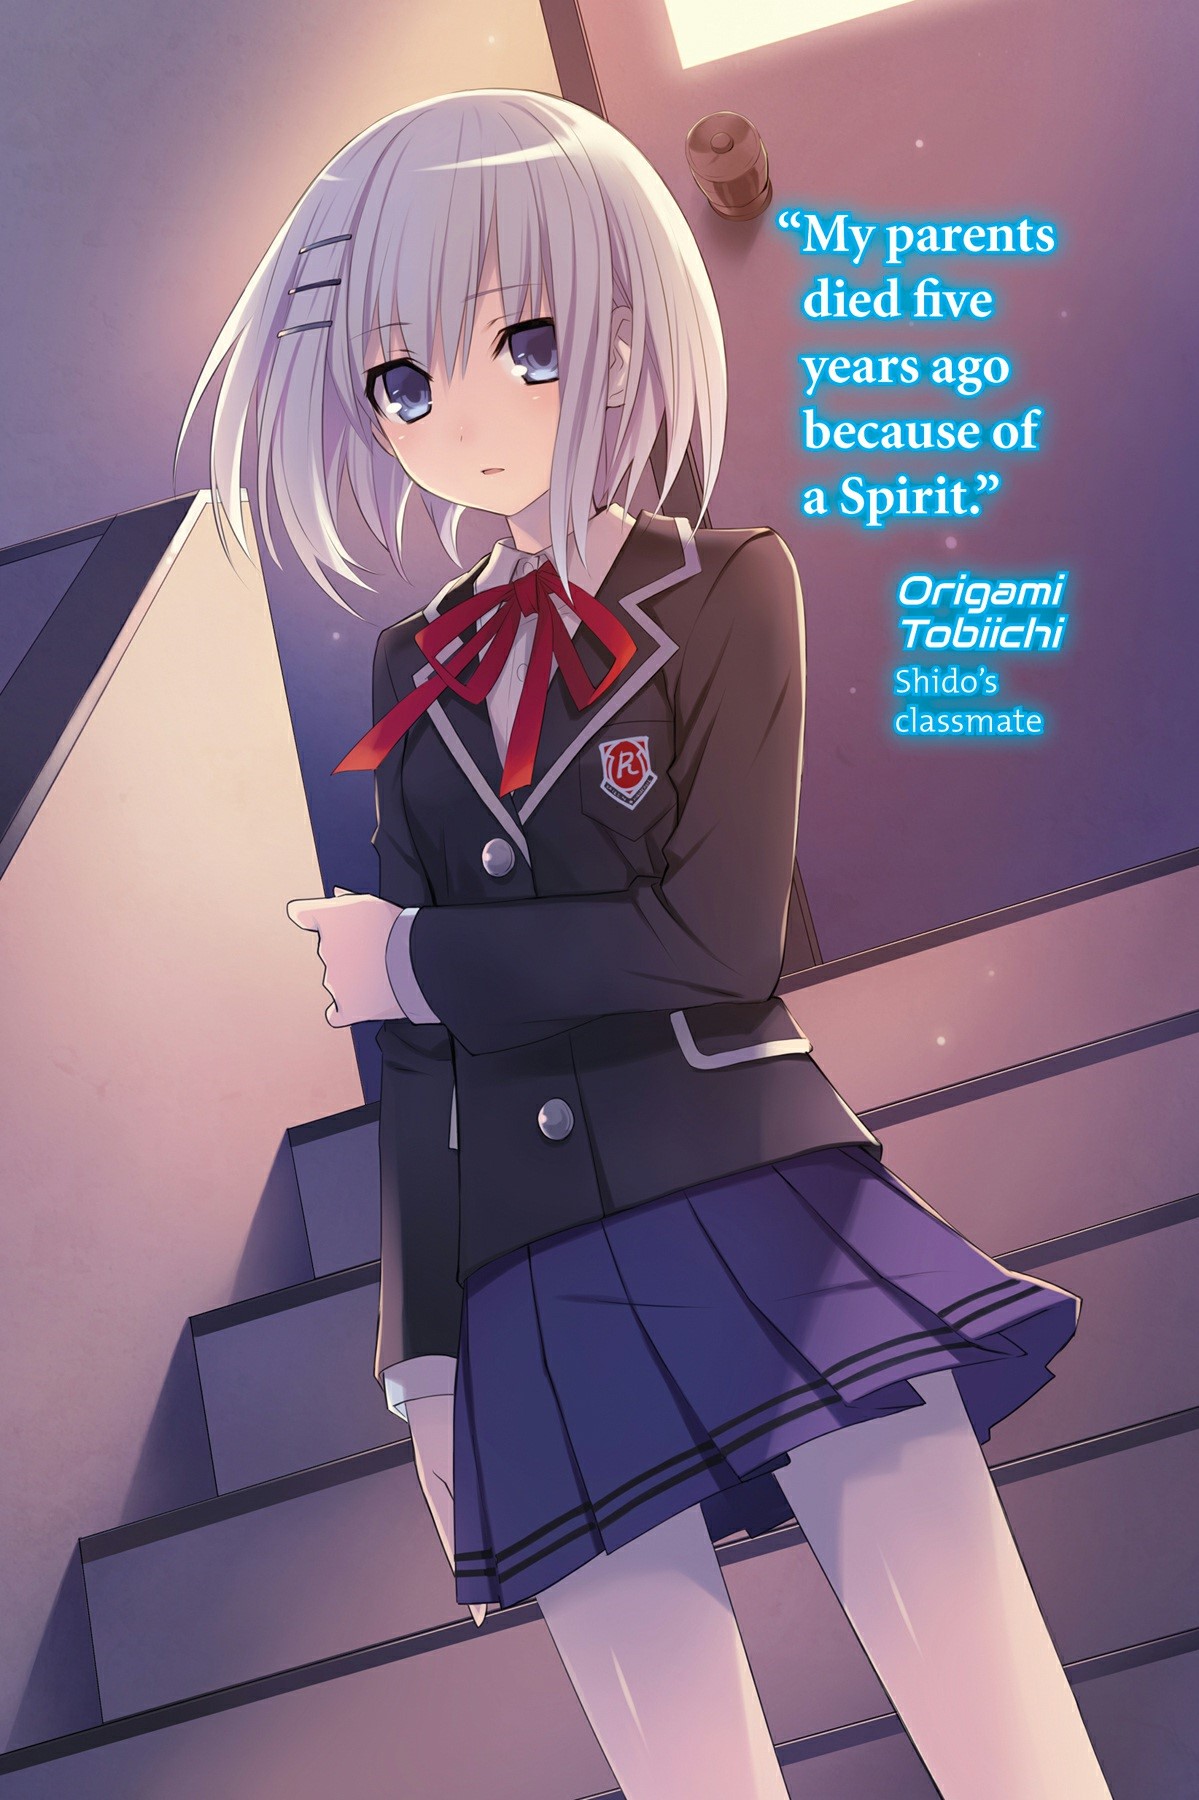 “My parents
died five
years ago
because of
a Spirit.”
Origami
Tobiichi
Shido’s
classmate
R